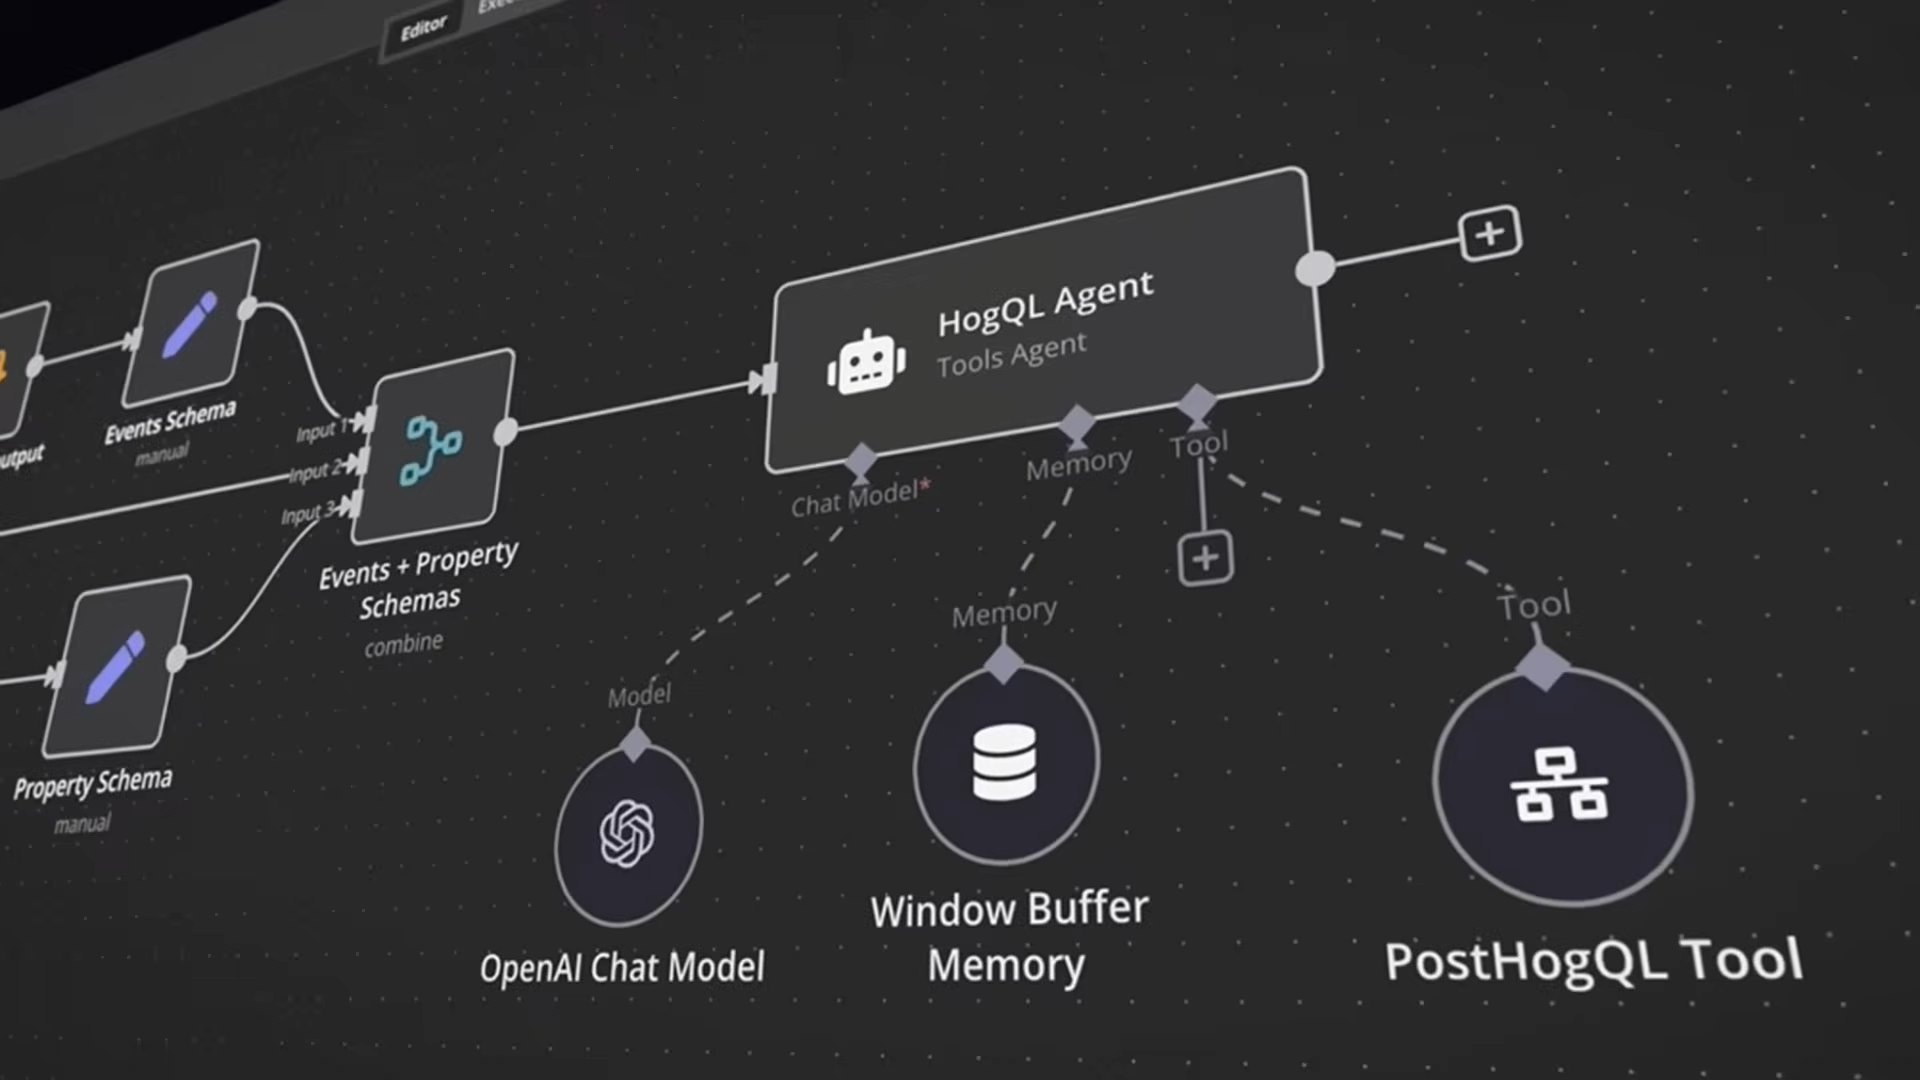 Editor
HogQL Agent
Tools Agent
Events Schema
manual
Input 1
Input 2
Input 3
Chat Model*
Memory
Tool
Events + Property
Schemas
combine
Memory
Tool
Model
Property Schema
manual
Window Buffer
Memory
OpenAI Chat Model
PostHogQL Tool